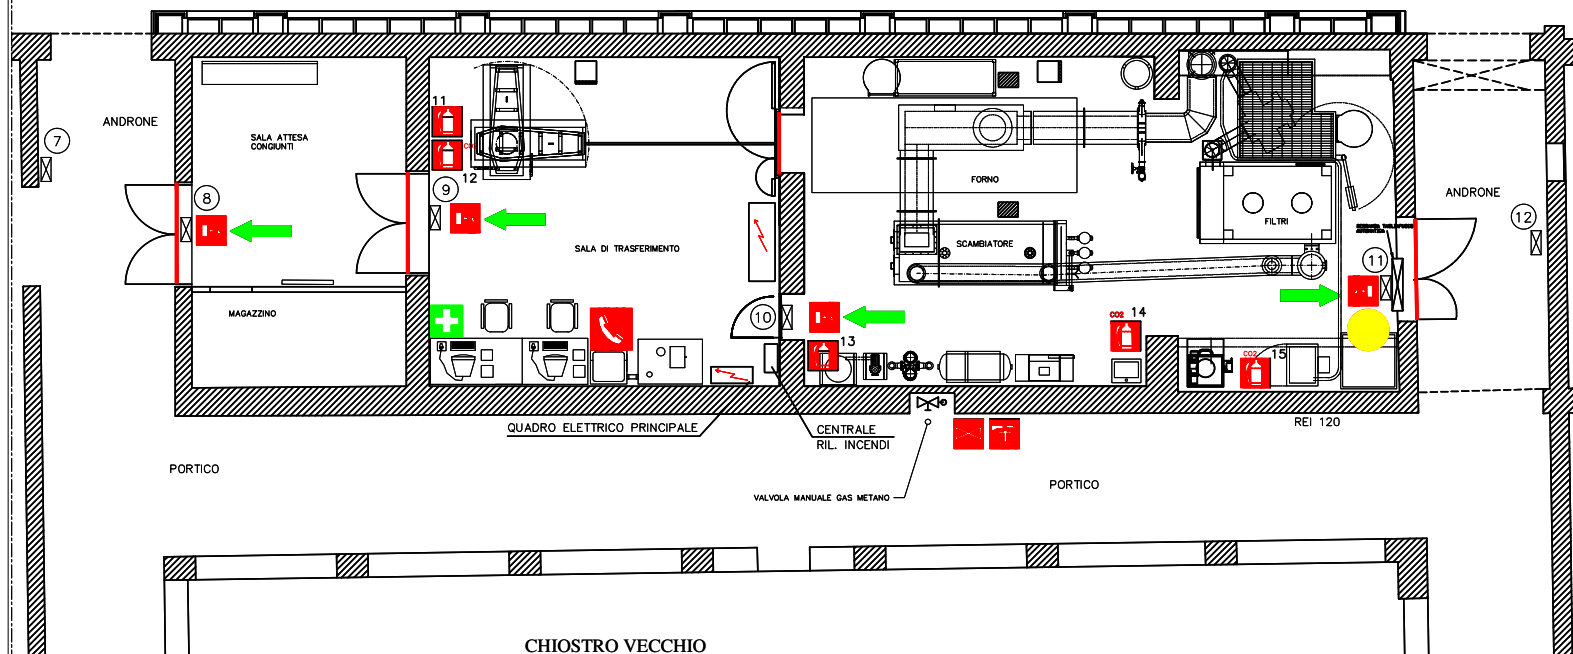 ANDRONE
7
8
SALA ATTESA
CONGIUNTI
MAGAZZINO
11
12
9
SALA DI TRASFERIMENTO
10
FORNO
SCAMBIATORE
FILTRI
13
CO2
14
CO2
15
11
ANDRONE
12
QUADRO ELETTRICO PRINCIPALE
CENTRALE
RIL. INCENDI
REI 120
PORTICO
VALVOLA MANUALE GAS METANO
PORTICO
CHIOSTRO VECCHIO